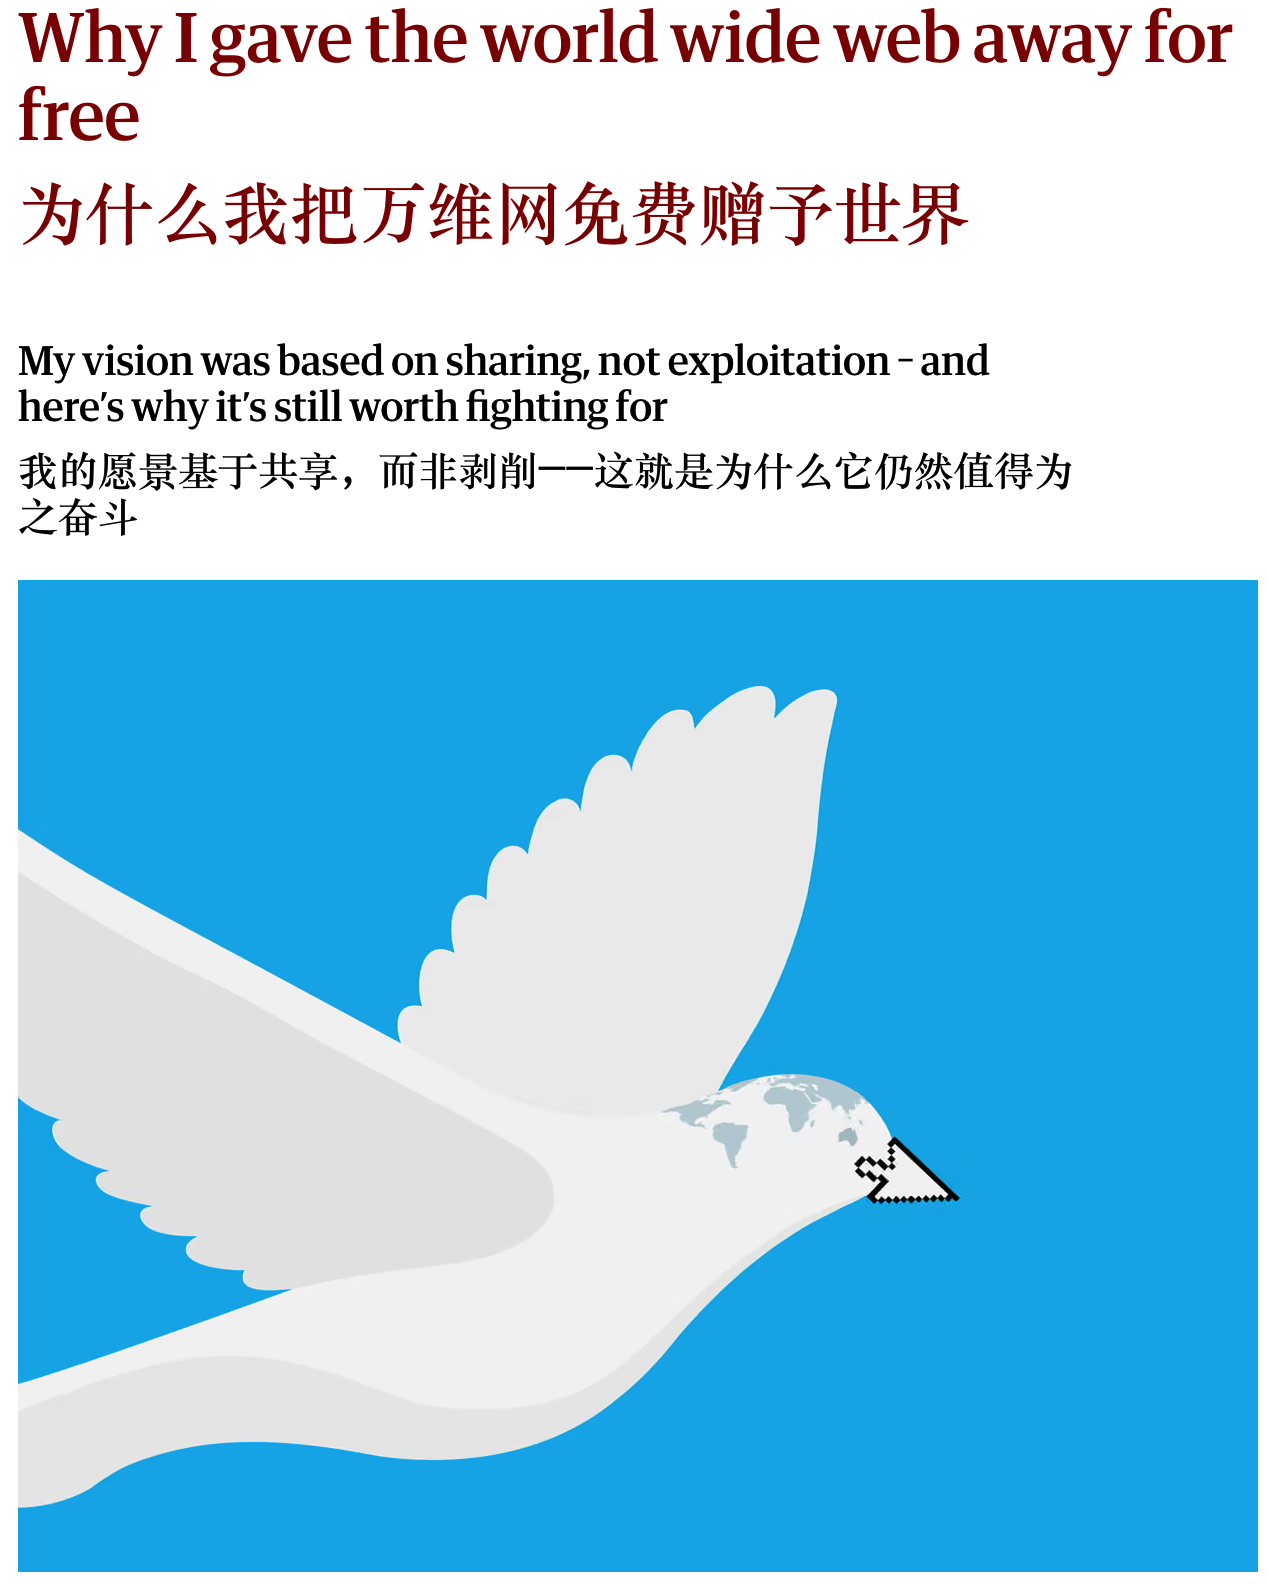 Why I gave the world wide web away for
free
为什么我把万维网免费赠予世界
My vision was based on sharing, not exploitation – and
here’s why it’s still worth fighting for
我的愿景基于共享，而非剥削——这就是为什么它仍然值得为
之奋斗